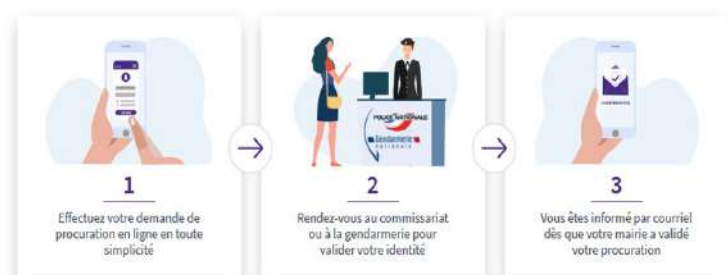 POLICE NATIONALE
Gendarmerie
NATIONALE
1
Effectuez votre demande de
procuration en ligne en toute
simplicité
2
Rendez-vous au commissariat
ou à la gendarmerie pour
valider votre identité
3
Vous êtes informé par courriel
dès que votre mairie a validé
votre procuration